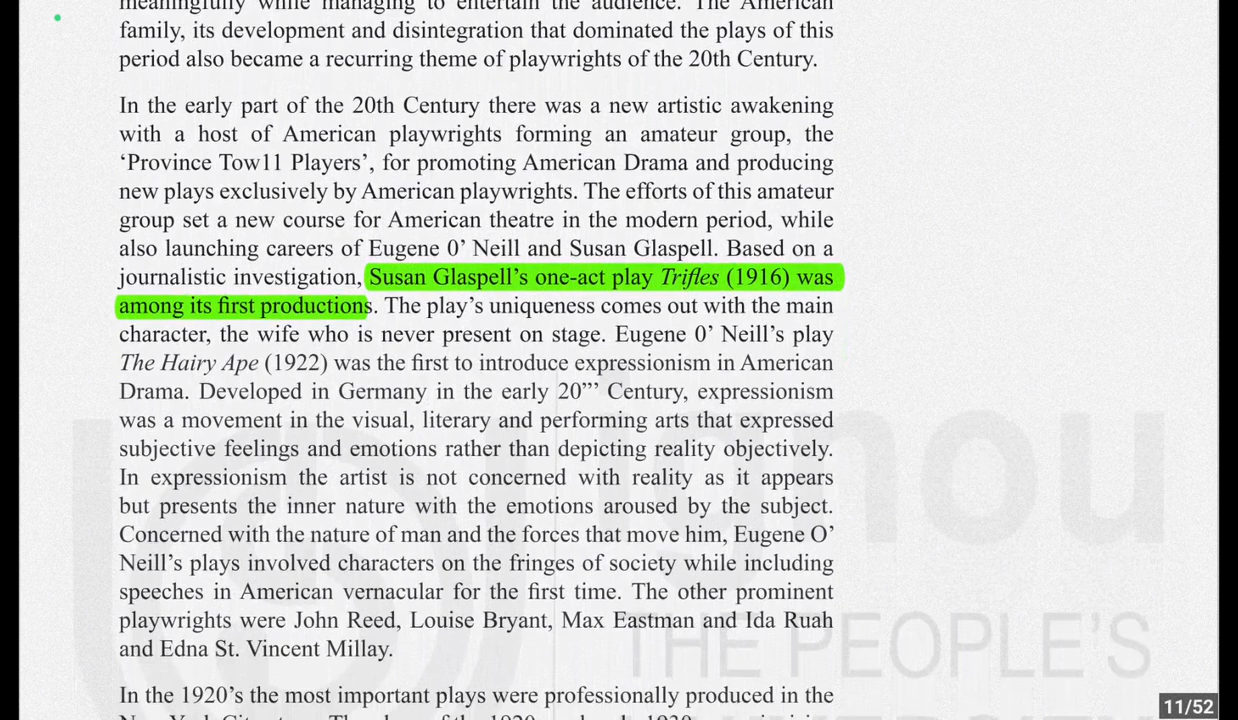 meaningfully while managing to entertain the audience. The American
family, its development and disintegration that dominated the plays of this
period also became a recurring theme of playwrights of the 20th Century.
In the early part of the 20th Century there was a new artistic awakening
with a host of American playwrights forming an amateur group, the
‘Province Tow11 Players’, for promoting American Drama and producing
new plays exclusively by American playwrights. The efforts of this amateur
group set a new course for American theatre in the modern period, while
also launching careers of Eugene 0’ Neill and Susan Glaspell. Based on a
journalistic investigation, Susan Glaspell’s one-act play Trifles (1916) was
among its first productions. The play’s uniqueness comes out with the main
character, the wife who is never present on stage. Eugene 0’ Neill’s play
The Hairy Ape (1922) was the first to introduce expressionism in American
Drama. Developed in Germany in the early 20”’ Century, expressionism
was a movement in the visual, literary and performing arts that expressed
subjective feelings and emotions rather than depicting reality objectively.
In expressionism the artist is not concerned with reality as it appears
but presents the inner nature with the emotions aroused by the subject.
Concerned with the nature of man and the forces that move him, Eugene O’
Neill’s plays involved characters on the fringes of society while including
speeches in American vernacular for the first time. The other prominent
playwrights were John Reed, Louise Bryant, Max Eastman and Ida Ruah
and Edna St. Vincent Millay.
In the 1920’s the most important plays were professionally produced in the
ignou
THE PEOPLE’S
11/52